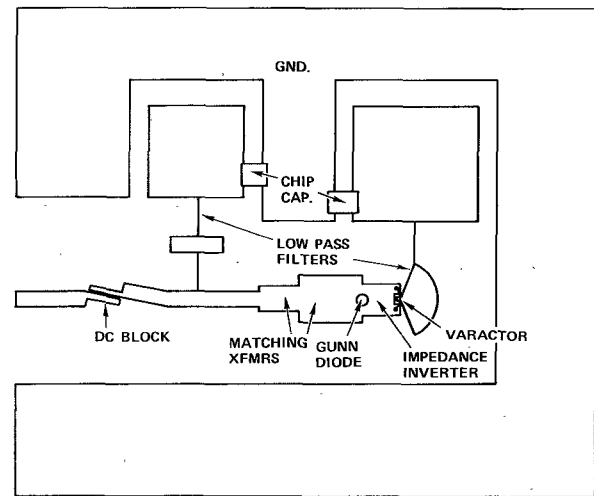 GND.
CHIP
CAP.
LOW PASS
FILTERS
DC BLOCK
MATCHING
XFMRS
GUNN
DIODE
VARACTOR
IMPEDANCE
INVERTER